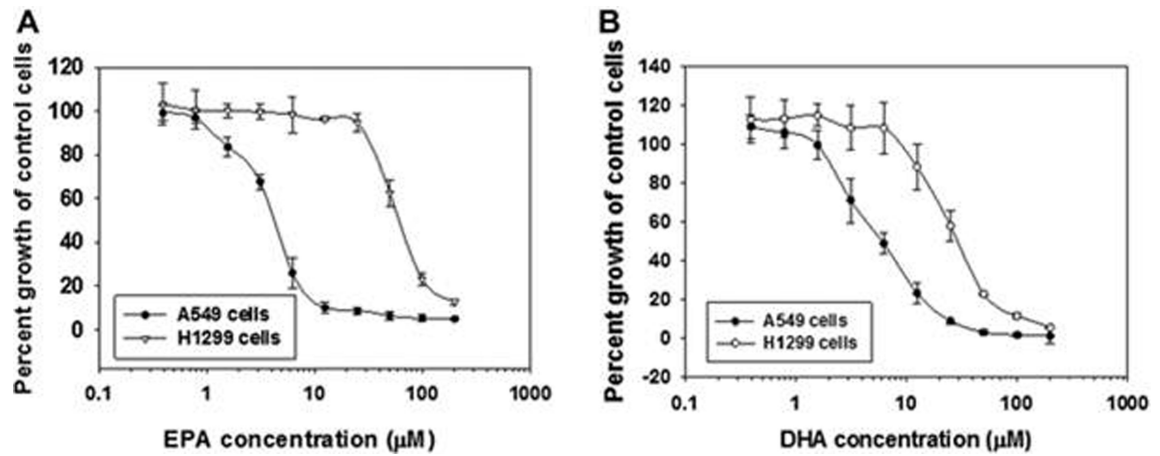 A
Percent growth of control cells
120
100
80
60
40
20
0
A549 cells
H1299 cells
0.1
1
10
100
1000
EPA concentration (μM)
B
Percent growth of control cells
140
120
100
80
60
40
20
0
-20
A549 cells
H1299 cells
0.1
1
10
100
1000
DHA concentration (μM)